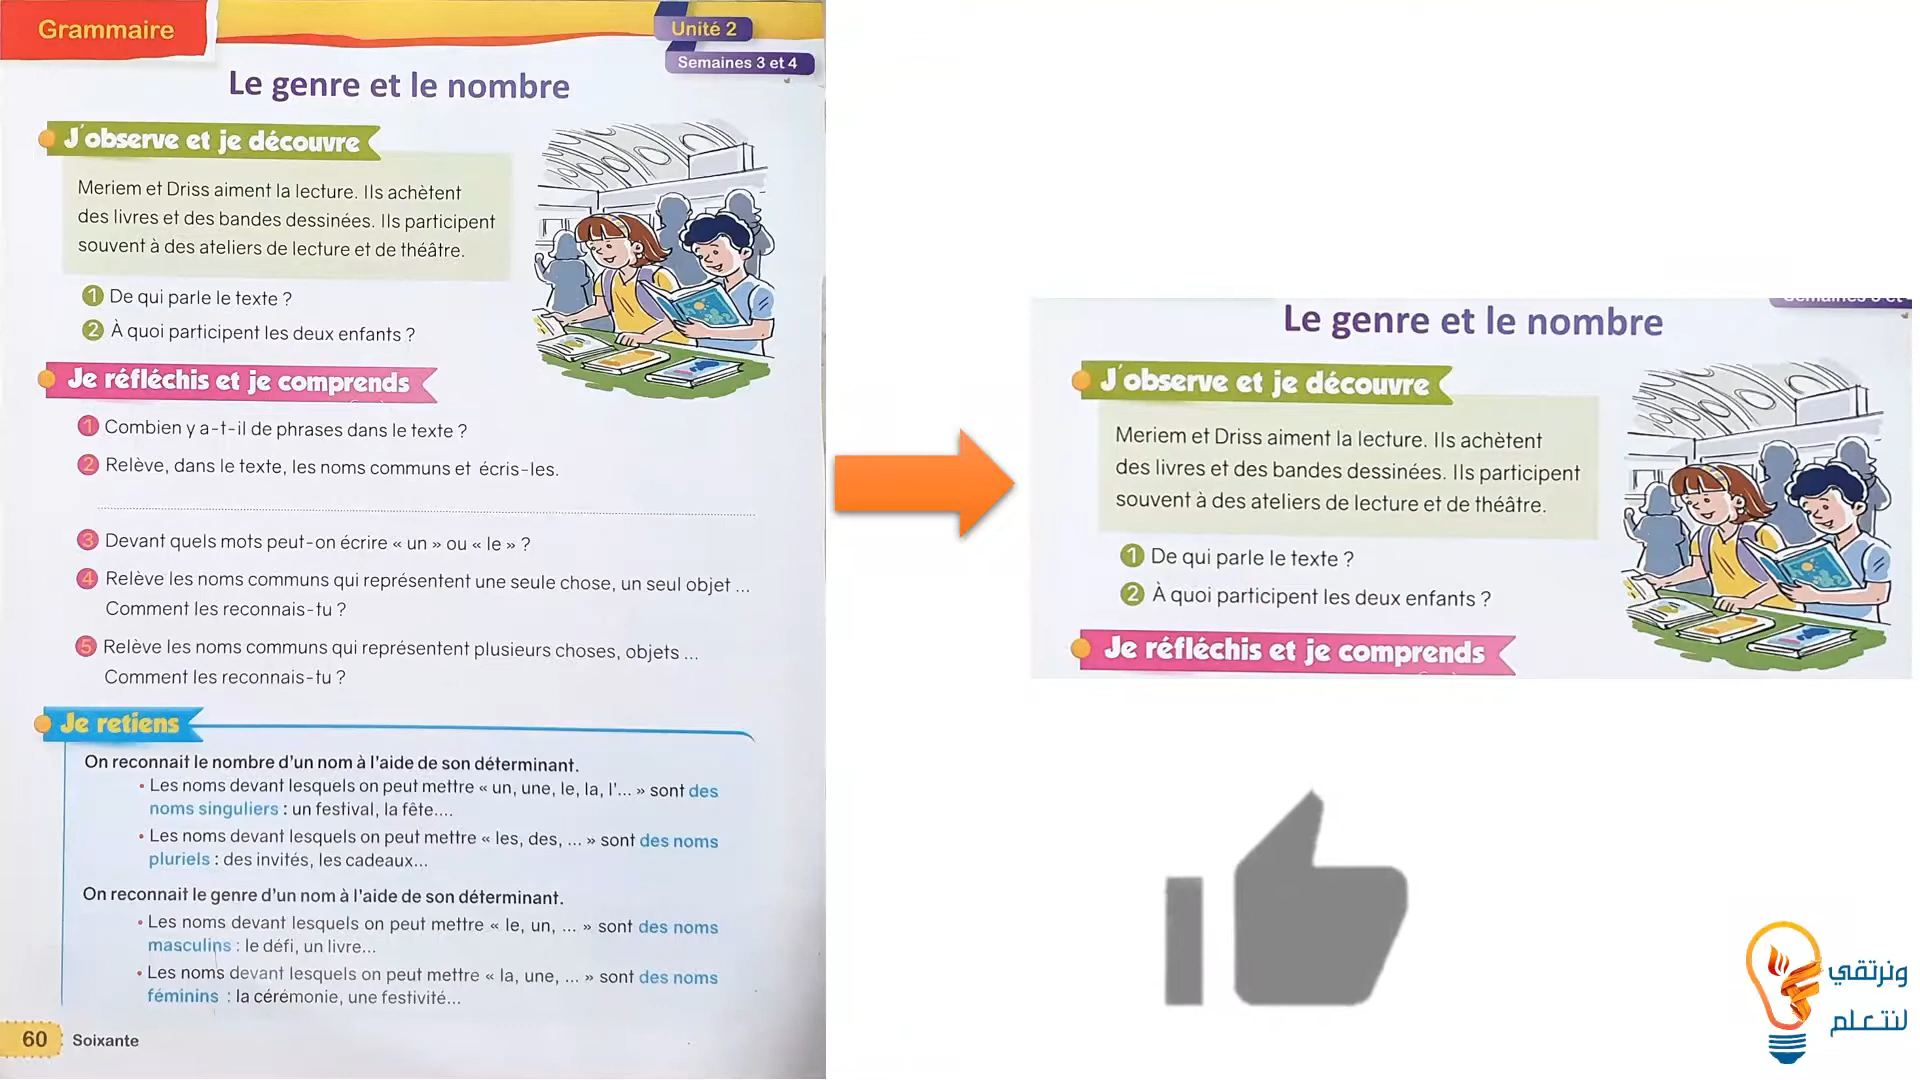 Grammaire
Unité 2
Semaines 3 et 4
Le genre et le nombre
J'observe et je découvre
Meriem et Driss aiment la lecture. Ils achètent
des livres et des bandes dessinées. Ils participent
souvent à des ateliers de lecture et de théâtre.
1 De qui parle le texte ?
2 À quoi participent les deux enfants ?
Je réfléchis et je comprends
1 Combien y a-t-il de phrases dans le texte ?
2 Relève, dans le texte, les noms communs et écris-les.
3 Devant quels mots peut-on écrire « un » ou « le » ?
4 Relève les noms communs qui représentent une seule chose, un seul objet ...
Comment les reconnais-tu ?
5 Relève les noms communs qui représentent plusieurs choses, objets ...
Comment les reconnais-tu ?
Je retiens
On reconnait le nombre d'un nom à l'aide de son déterminant.
• Les noms devant lesquels on peut mettre « un, une, le, la, l'... » sont des
noms singuliers : un festival, la fête....
• Les noms devant lesquels on peut mettre « les, des, ... » sont des noms
pluriels : des invités, les cadeaux...
On reconnait le genre d'un nom à l'aide de son déterminant.
• Les noms devant lesquels on peut mettre « le, un, ... » sont des noms
masculins : le défi, un livre...
• Les noms devant lesquels on peut mettre « la, une, ... » sont des noms
féminins : la cérémonie, une festivité...
60 Soixante
Le genre et le nombre
J'observe et je découvre
Meriem et Driss aiment la lecture. Ils achètent
des livres et des bandes dessinées. Ils participent
souvent à des ateliers de lecture et de théâtre.
1 De qui parle le texte ?
2 À quoi participent les deux enfants ?
Je réfléchis et je comprends
ونرتقي
لنتعلم